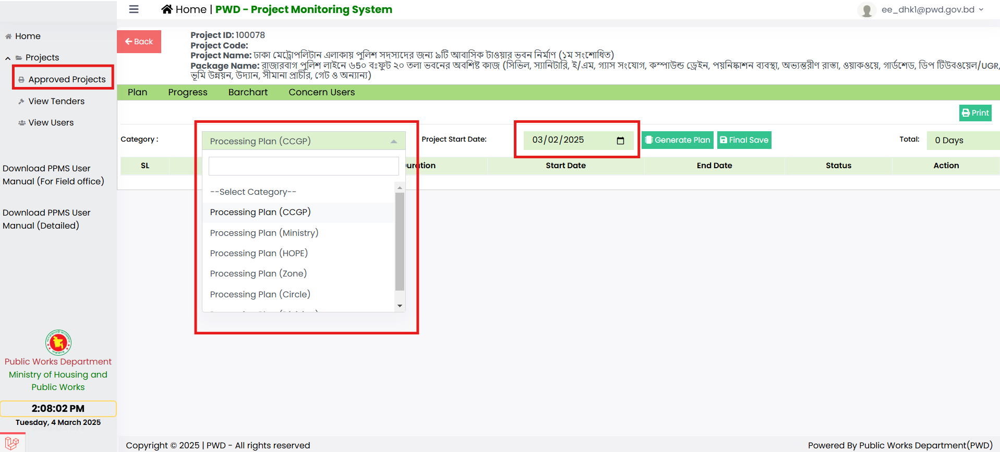 Home | PWD - Project Monitoring System
ee_dhk1@pwd.gov.bd
Home
Projects
Approved Projects
View Tenders
View Users
Download PPMS User
Manual (For Field office)
Download PPMS User
Manual (Detailed)
Public Works Department
Ministry of Housing and
Public Works
2:08:02 PM
Tuesday, 4 March 2025
Back
Project ID: 100078
Project Code:
Project Name: ঢাকা মেট্রোপলিটান এলাকায় পুলিশ সদস্যদের জন্য ৯টি আবাসিক টাওয়ার ভবন নির্মাণ (১ম সংশোধিত)
Package Name: রাজারবাগ পুলিশ লাইনে ৬৫০ বঃফুট ২০ তলা ভবনের অবশিষ্ট কাজ (সিভিল, স্যানিটারি, ই/এম, গ্যাস সংযোগ, কম্পাউন্ড ড্রেইন, পয়নিষ্কাশন ব্যবস্থা, অভ্যন্তরীণ রাস্তা, ওয়াকওয়ে, গার্ডশেড, ডিপ টিউবওয়েল/UGR,
ভূমি উন্নয়ন, উদ্যান, সীমানা প্রাচীর, গেট ও অন্যান্য)
Plan Progress Barchart Concern Users
Print
Category : Processing Plan (CCGP) Project Start Date: 03/02/2025 Generate Plan Final Save Total: 0 Days
SL Start Date End Date Status Action
--Select Category--
Processing Plan (CCGP)
Processing Plan (Ministry)
Processing Plan (HOPE)
Processing Plan (Zone)
Processing Plan (Circle)
Copyright © 2025 | PWD - All rights reserved
Powered By Public Works Department(PWD)